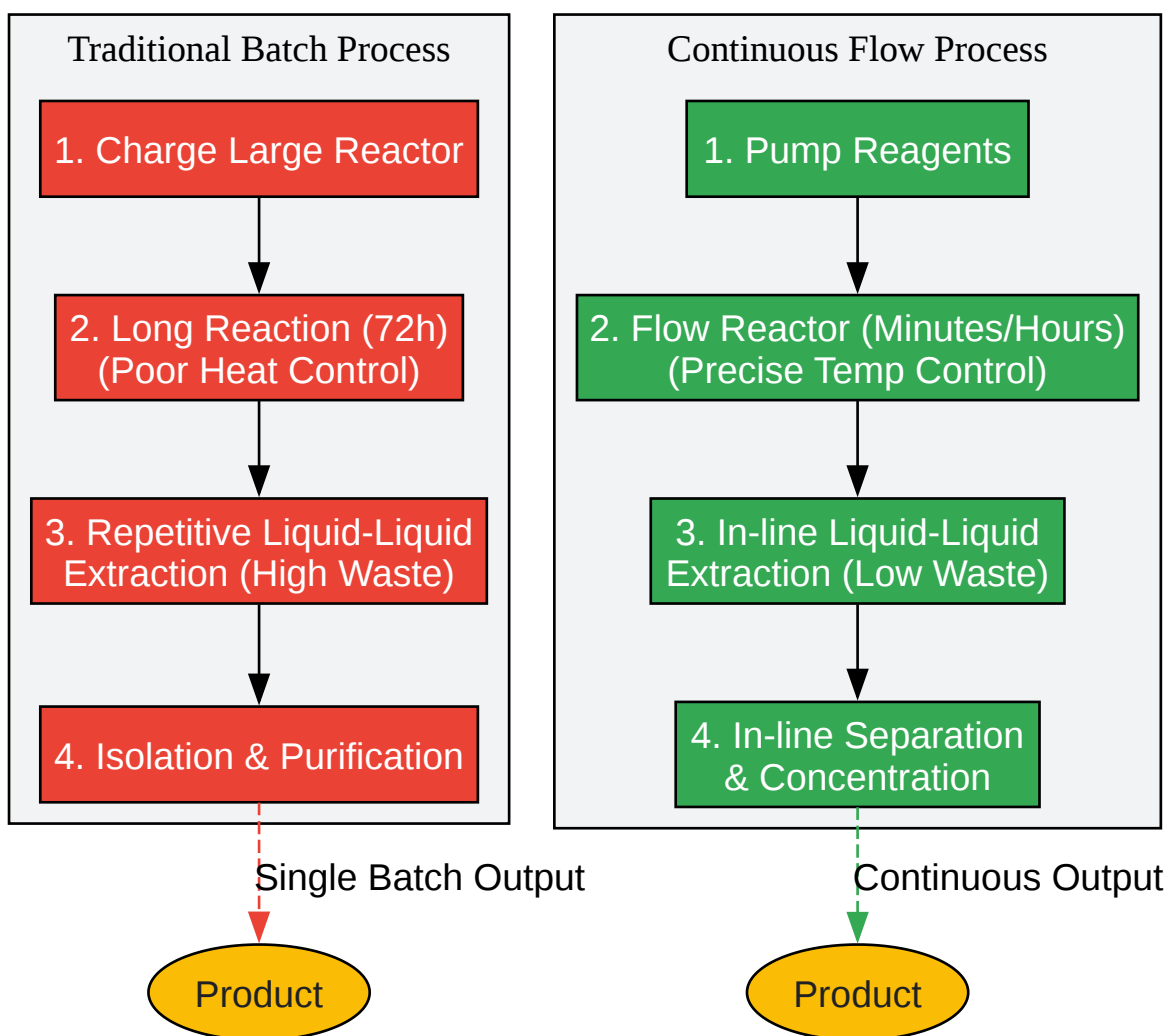 Traditional Batch Process
1. Charge Large Reactor
2. Long Reaction (72h)
(Poor Heat Control)
3. Repetitive Liquid-Liquid
Extraction (High Waste)
4. Isolation & Purification
Single Batch Output
Product
Continuous Flow Process
1. Pump Reagents
2. Flow Reactor (Minutes/Hours)
(Precise Temp Control)
3. In-line Liquid-Liquid
Extraction (Low Waste)
4. In-line Separation
& Concentration
Continuous Output
Product